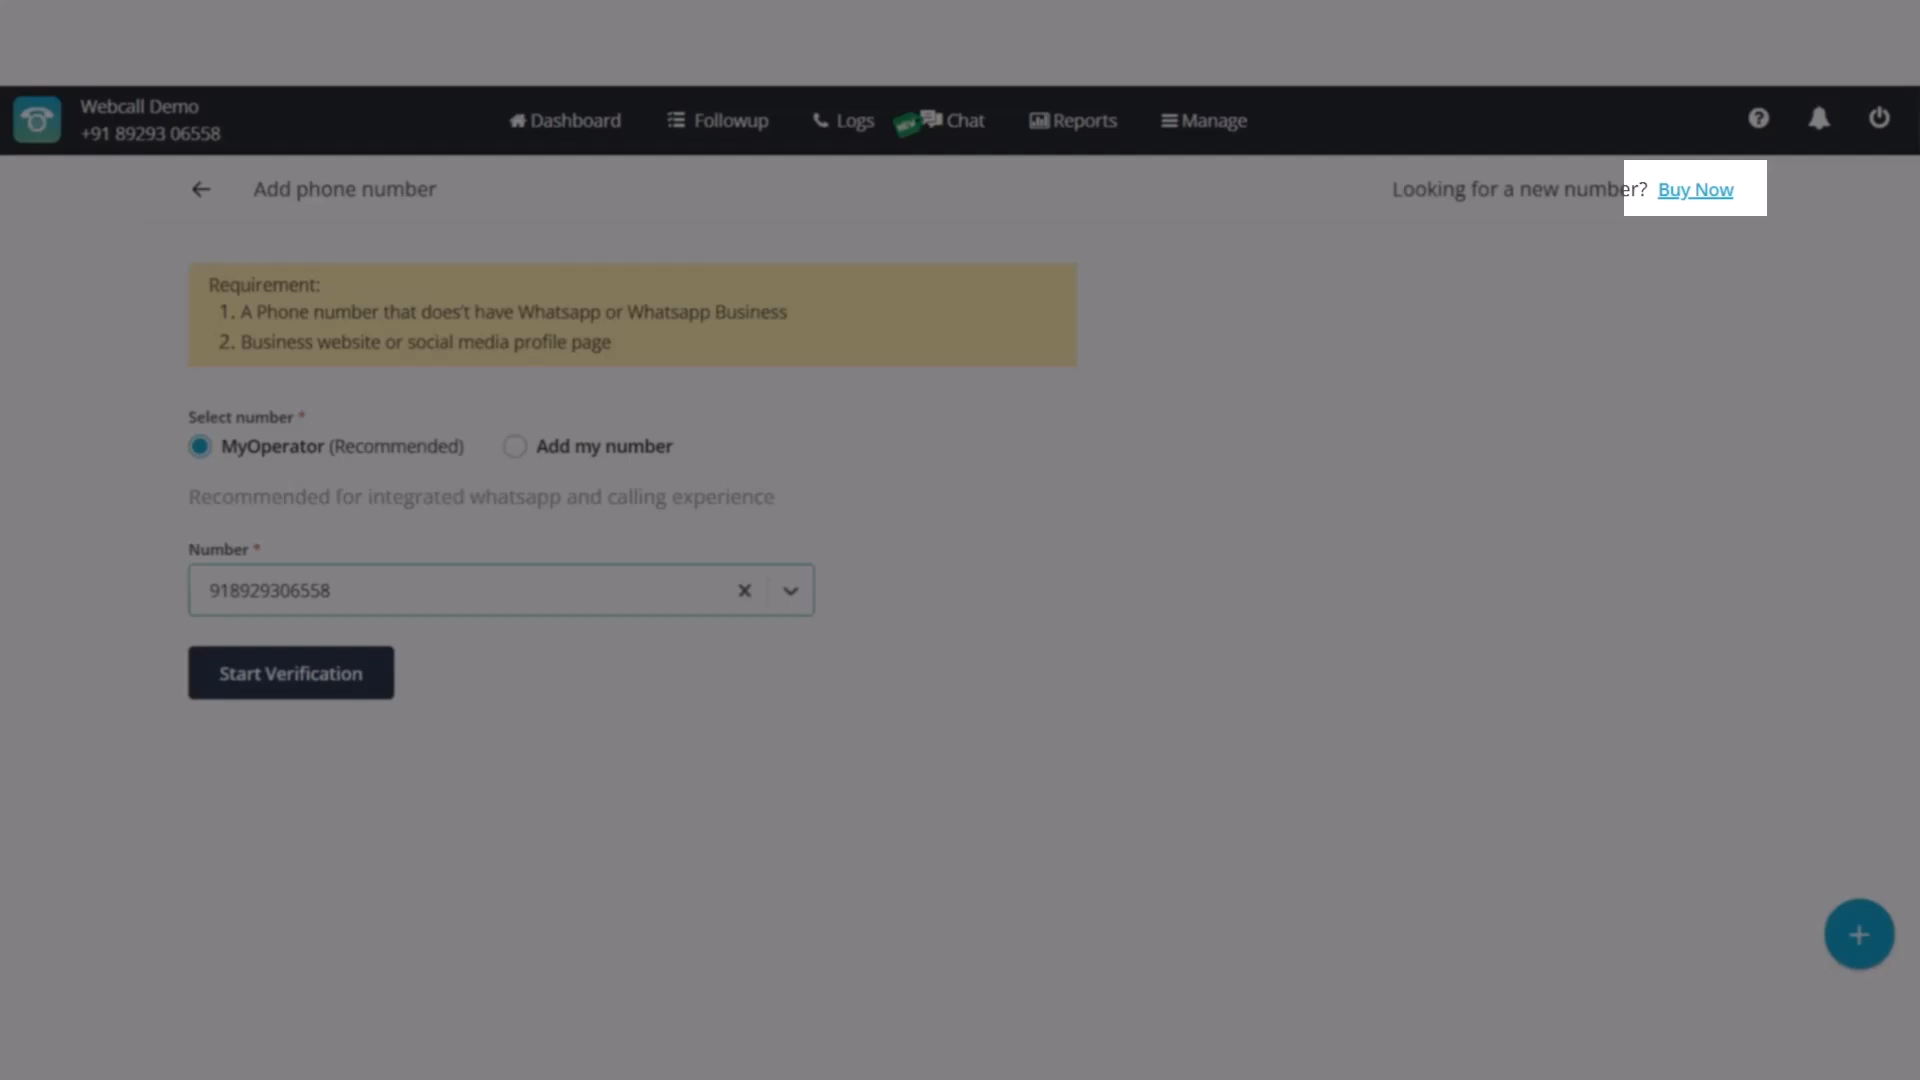 Webcall Demo
+91 89293 06558
Dashboard
Followup
Logs
NEW
Chat
Reports
Manage
Add phone number
Looking for a new number? Buy Now
Requirement:
1. A Phone number that does't have Whatsapp or Whatsapp Business
2. Business website or social media profile page
Select number *
MyOperator (Recommended)
Add my number
Recommended for integrated whatsapp and calling experience
Number *
918929306558
Start Verification